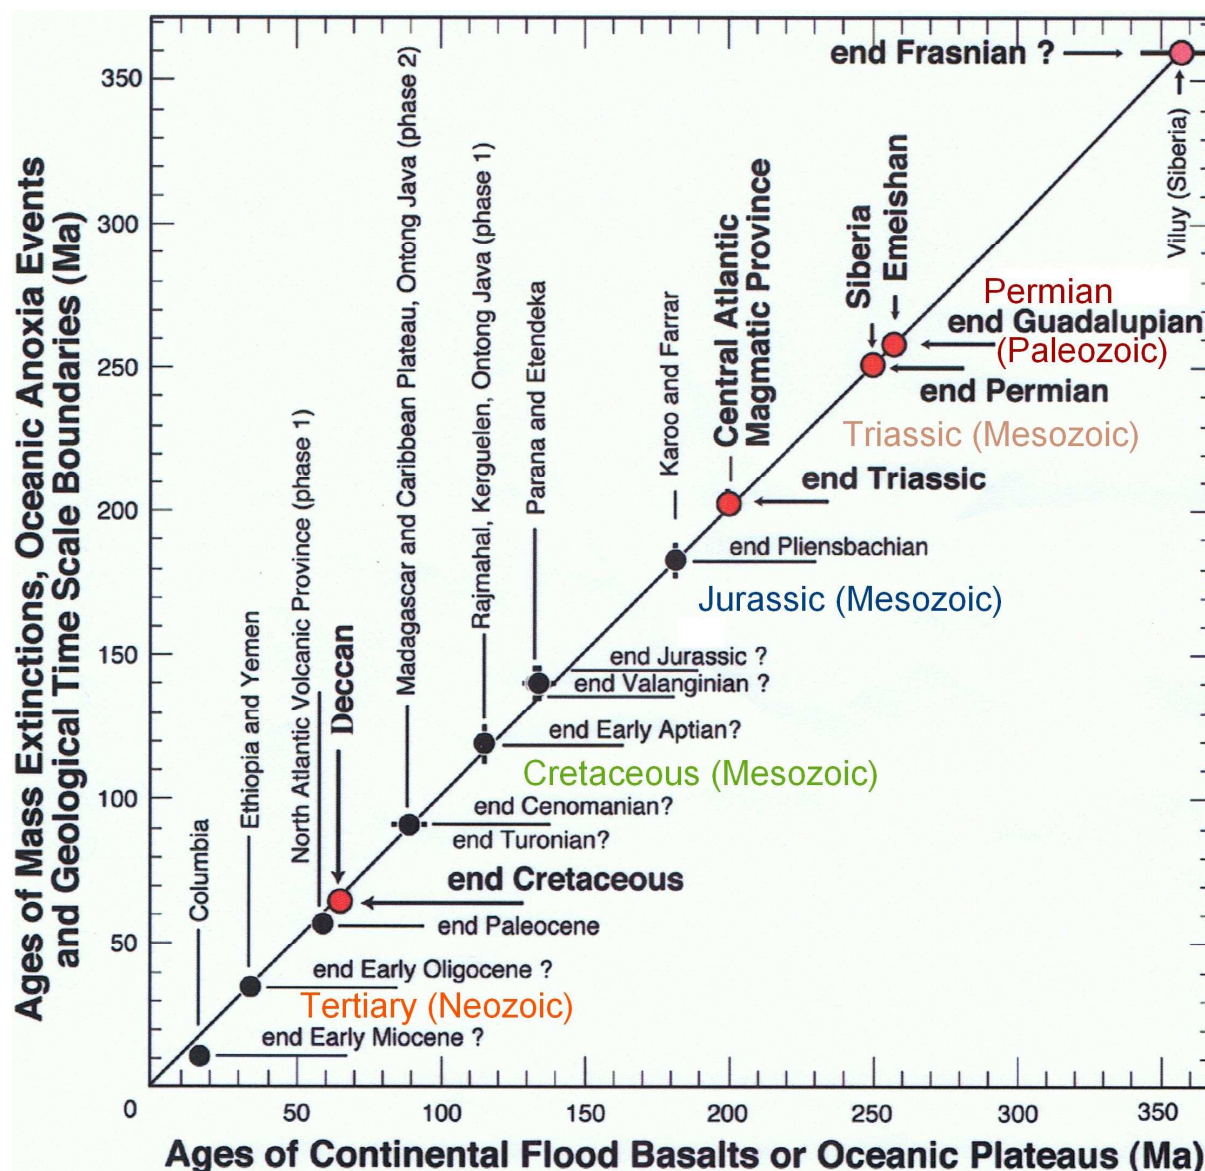 Ages of Mass Extinctions, Oceanic Anoxia Events
and Geological Time Scale Boundaries (Ma)
350
300
250
200
150
100
50
0
50
100
150
200
250
300
350
Ages of Continental Flood Basalts or Oceanic Plateaus (Ma)
end Frasnian ?
Viluy (Siberia)
Emeishan
Siberia
Permian
end Guadalupian
(Paleozoic)
end Permian
Triassic (Mesozoic)
Central Atlantic
Magmatic Province
end Triassic
Karoo and Farrar
end Pliensbachian
Jurassic (Mesozoic)
Parana and Etendeka
end Jurassic ?
end Valanginian ?
Rajmahal, Kerguelen, Ontong Java (phase 1)
end Early Aptian?
Cretaceous (Mesozoic)
Madagascar and Caribbean Plateau, Ontong Java (phase 2)
end Cenomanian?
end Turonian?
Deccan
end Cretaceous
North Atlantic Volcanic Province (phase 1)
end Paleocene
Ethiopia and Yemen
end Early Oligocene ?
Tertiary (Neozoic)
Columbia
end Early Miocene ?